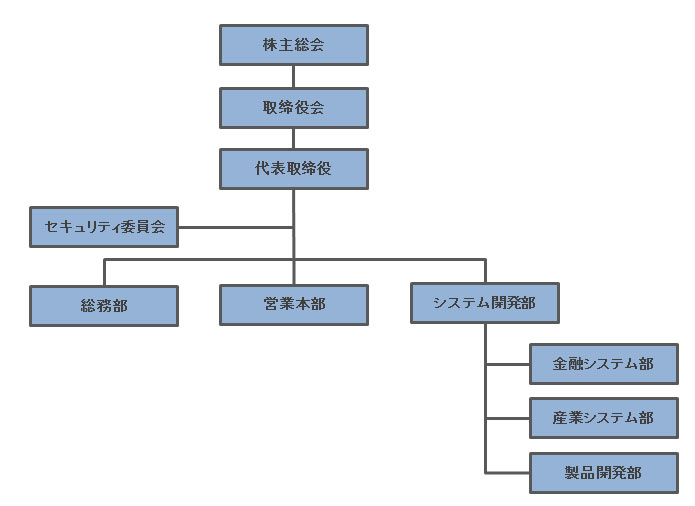 株主総会
取締役会
代表取締役
セキュリティ委員会
総務部
営業本部
システム開発部
金融システム部
産業システム部
製品開発部